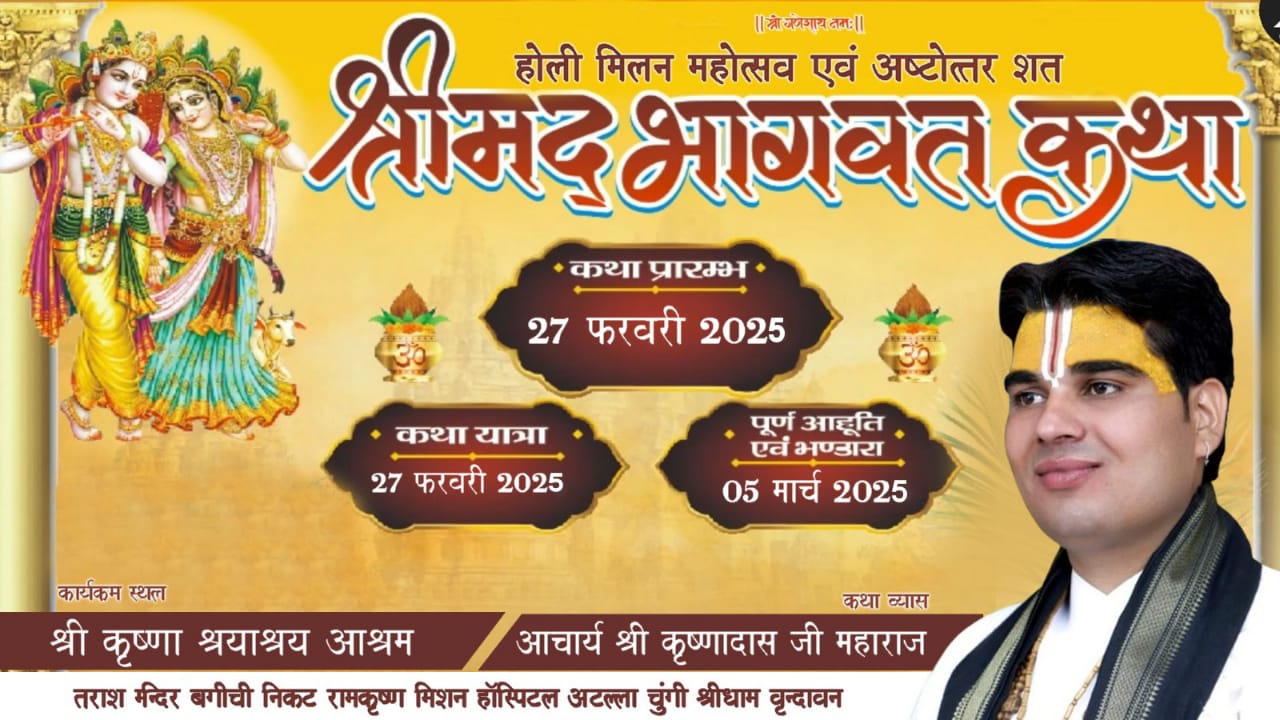 || श्री गणेशाय नमः ||
होली मिलन महोत्सव एवं अष्टोत्तर शत
श्रीमद् भागवत कथा
कथा प्रारम्भ
27 फरवरी 2025
कथा यात्रा
27 फरवरी 2025
पूर्ण आहूति
एवं भण्डारा
05 मार्च 2025
कार्यकम स्थल
श्री कृष्णा श्रयाश्रय आश्रम
कथा व्यास
आचार्य श्री कृष्णादास जी महाराज
तराश मन्दिर बगीची निकट रामकृष्ण मिशन हॉस्पिटल अटल्ला चुंगी श्रीधाम वृन्दावन